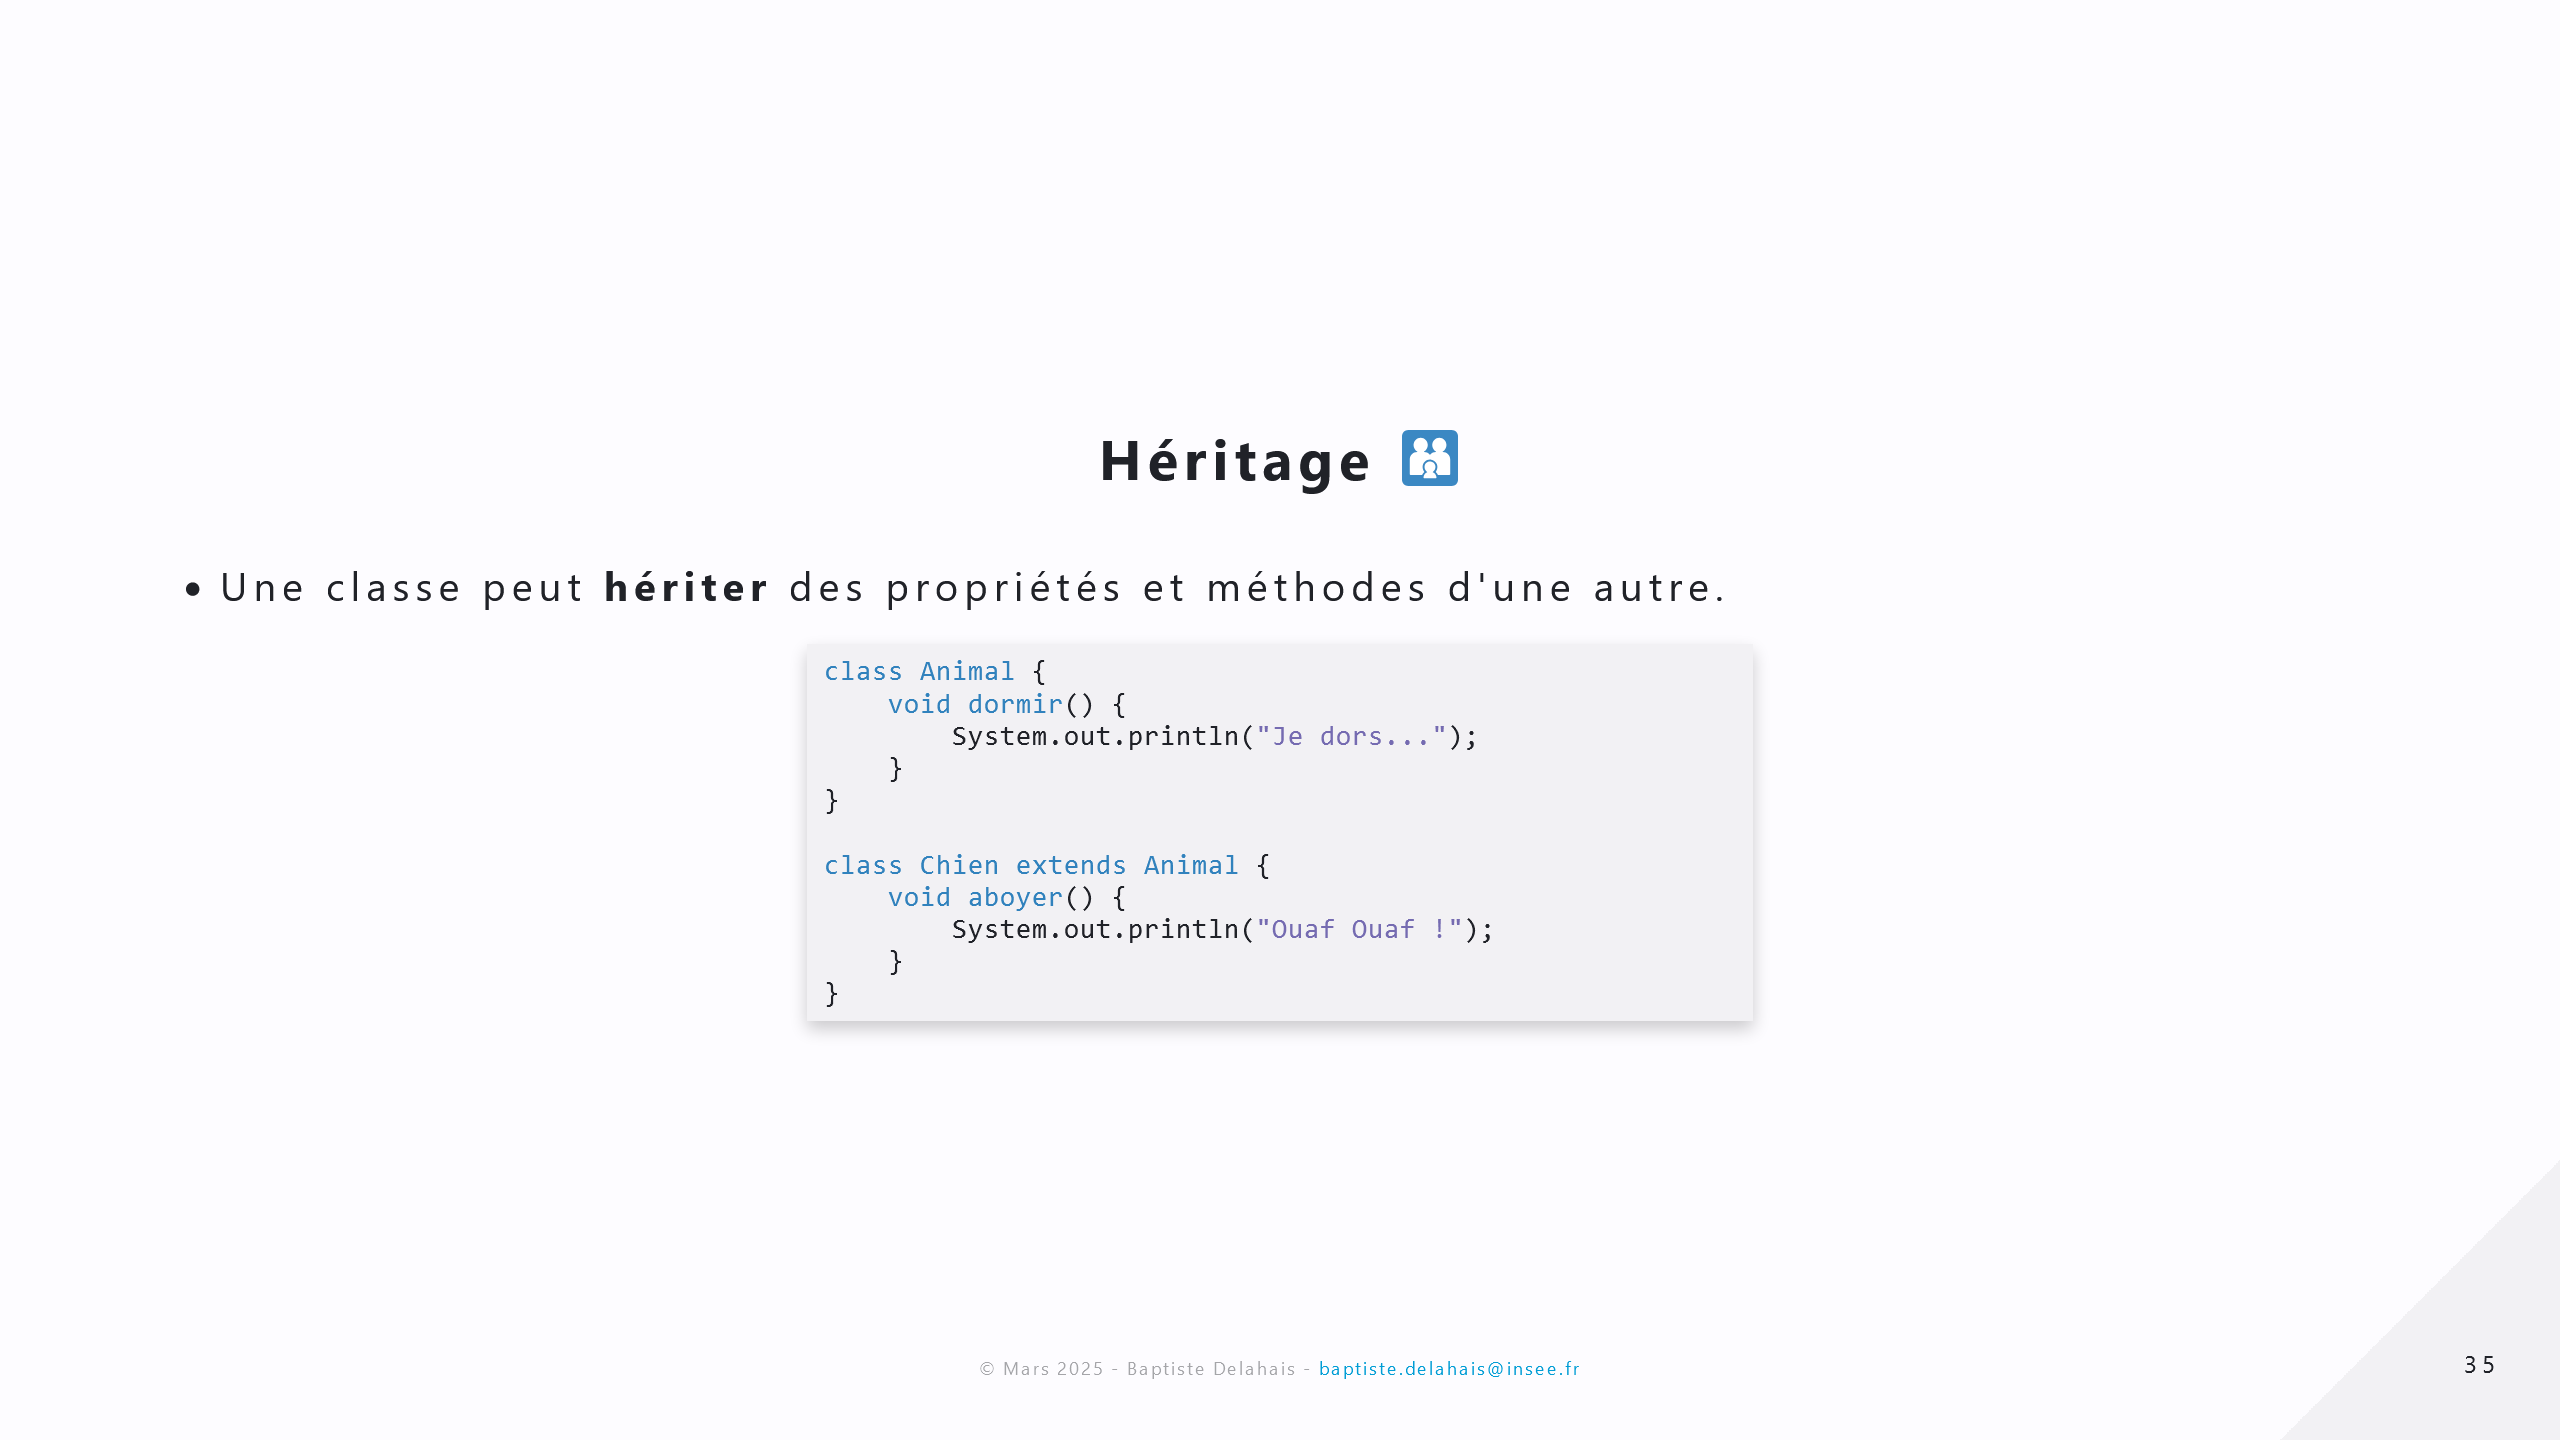 Héritage
• Une classe peut hériter des propriétés et méthodes d'une autre.
class Animal {
    void dormir() {
        System.out.println("Je dors...");
    }
}

class Chien extends Animal {
    void aboyer() {
        System.out.println("Ouaf Ouaf !");
    }
}
© Mars 2025 - Baptiste Delahais - baptiste.delahais@insee.fr
35